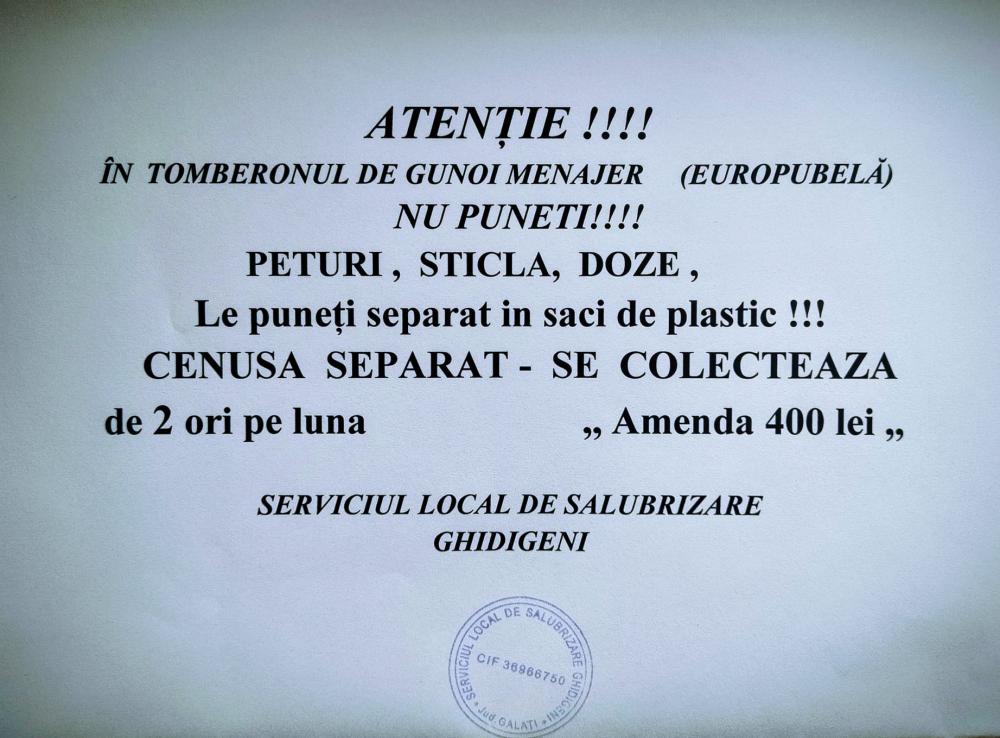 ATENȚIE !!!!
ÎN TOMBERONUL DE GUNOI MENAJER (EUROPUBELĂ)
NU PUNETI!!!!
PETURI , STICLA, DOZE ,
Le puneți separat in saci de plastic !!!
CENUSA SEPARAT - SE COLECTEAZA
de 2 ori pe luna „ Amenda 400 lei „
SERVICIUL LOCAL DE SALUBRIZARE
GHIDIGENI
SERVICIUL LOCAL DE SALUBRIZARE GHIDIGENI
CIF 36966750
Jud. GALATI